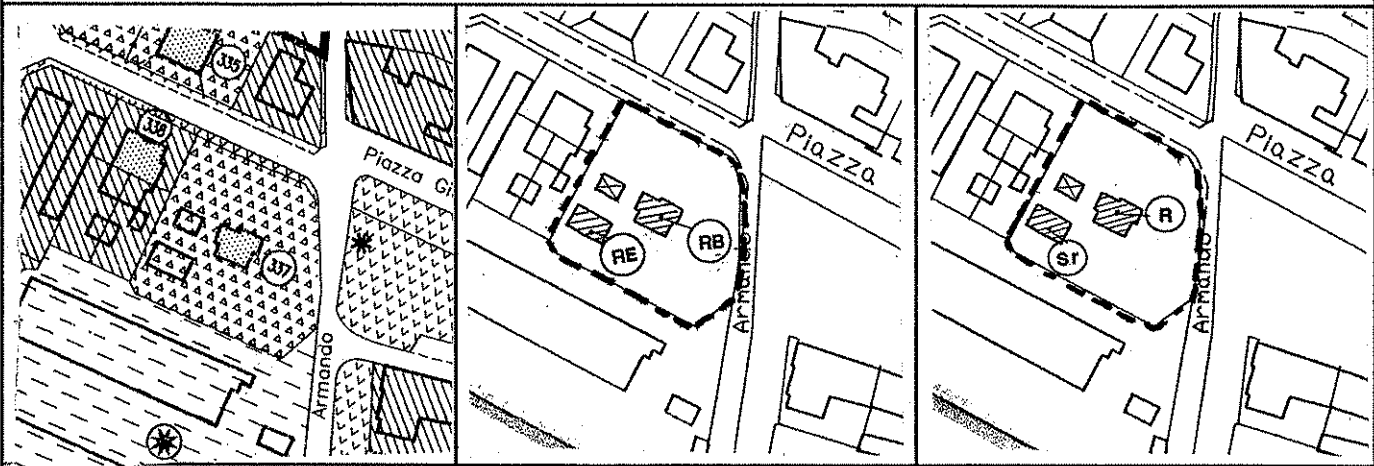 335
338
Piazza Gi
337
Armando
Piazza
RB
RE
Armando
Piazza
R
sr
Armando